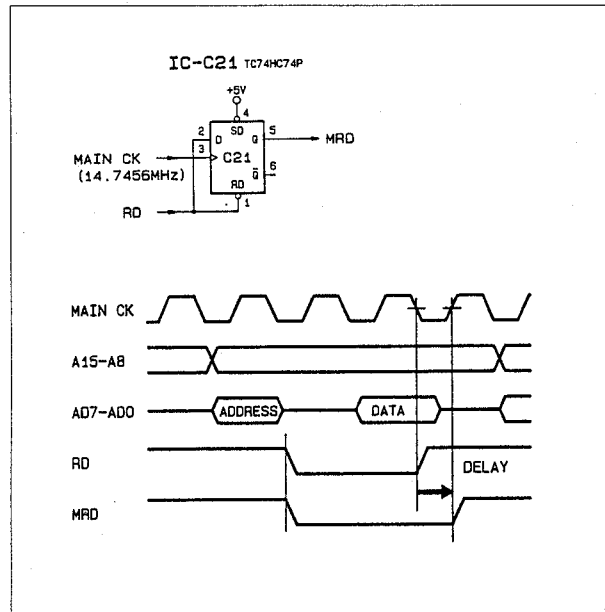 IC-C21 TC74HC74P
+5V
4
SD
2 D Q 5 MRD
3
MAIN CK C21
(14.7456MHz) Q̅ 6
RD
RD 1
MAIN CK
A15-A8
AD7-AD0 ADDRESS DATA
RD DELAY
MRD